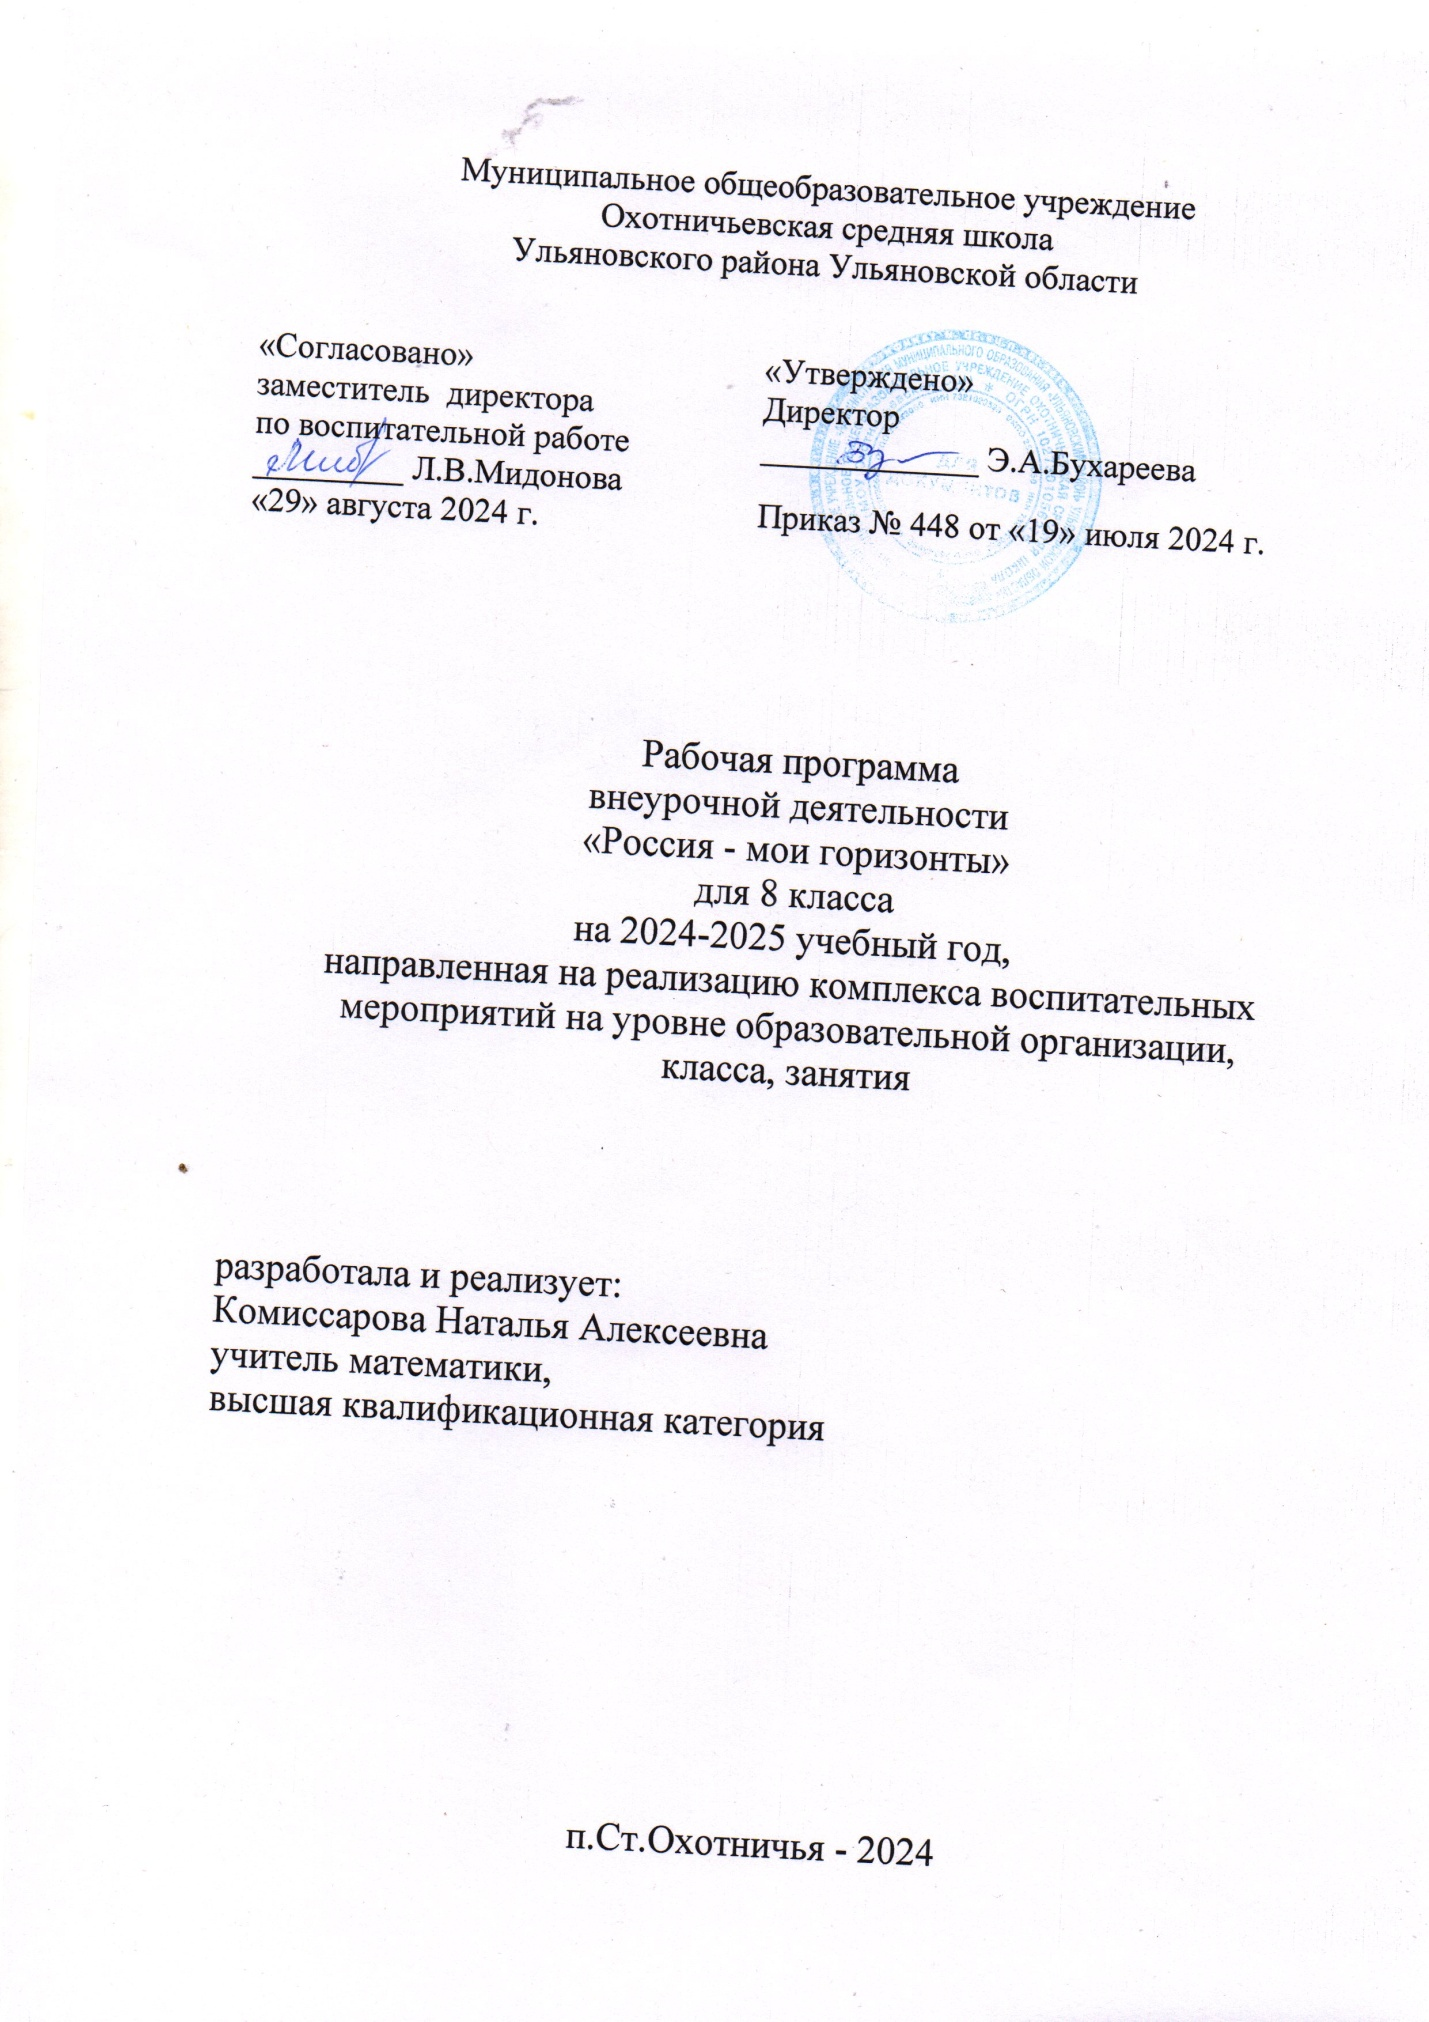 Муниципальное общеобразовательное учреждение
Охотничьевская средняя школа
Ульяновского района Ульяновской области
«Согласовано»
заместитель директора
по воспитательной работе
Л.В.Мидонова
«29» августа 2024 г.
«Утверждено»
Директор
Э.А.Бухареева
Приказ № 448 от «19» июля 2024 г.
ДЛЯ
ДОКУМЕНТОВ
Рабочая программа
внеурочной деятельности
«Россия - мои горизонты»
для 8 класса
на 2024-2025 учебный год,
направленная на реализацию комплекса воспитательных
мероприятий на уровне образовательной организации,
класса, занятия
разработала и реализует:
Комиссарова Наталья Алексеевна
учитель математики,
высшая квалификационная категория
п.Ст.Охотничья - 2024